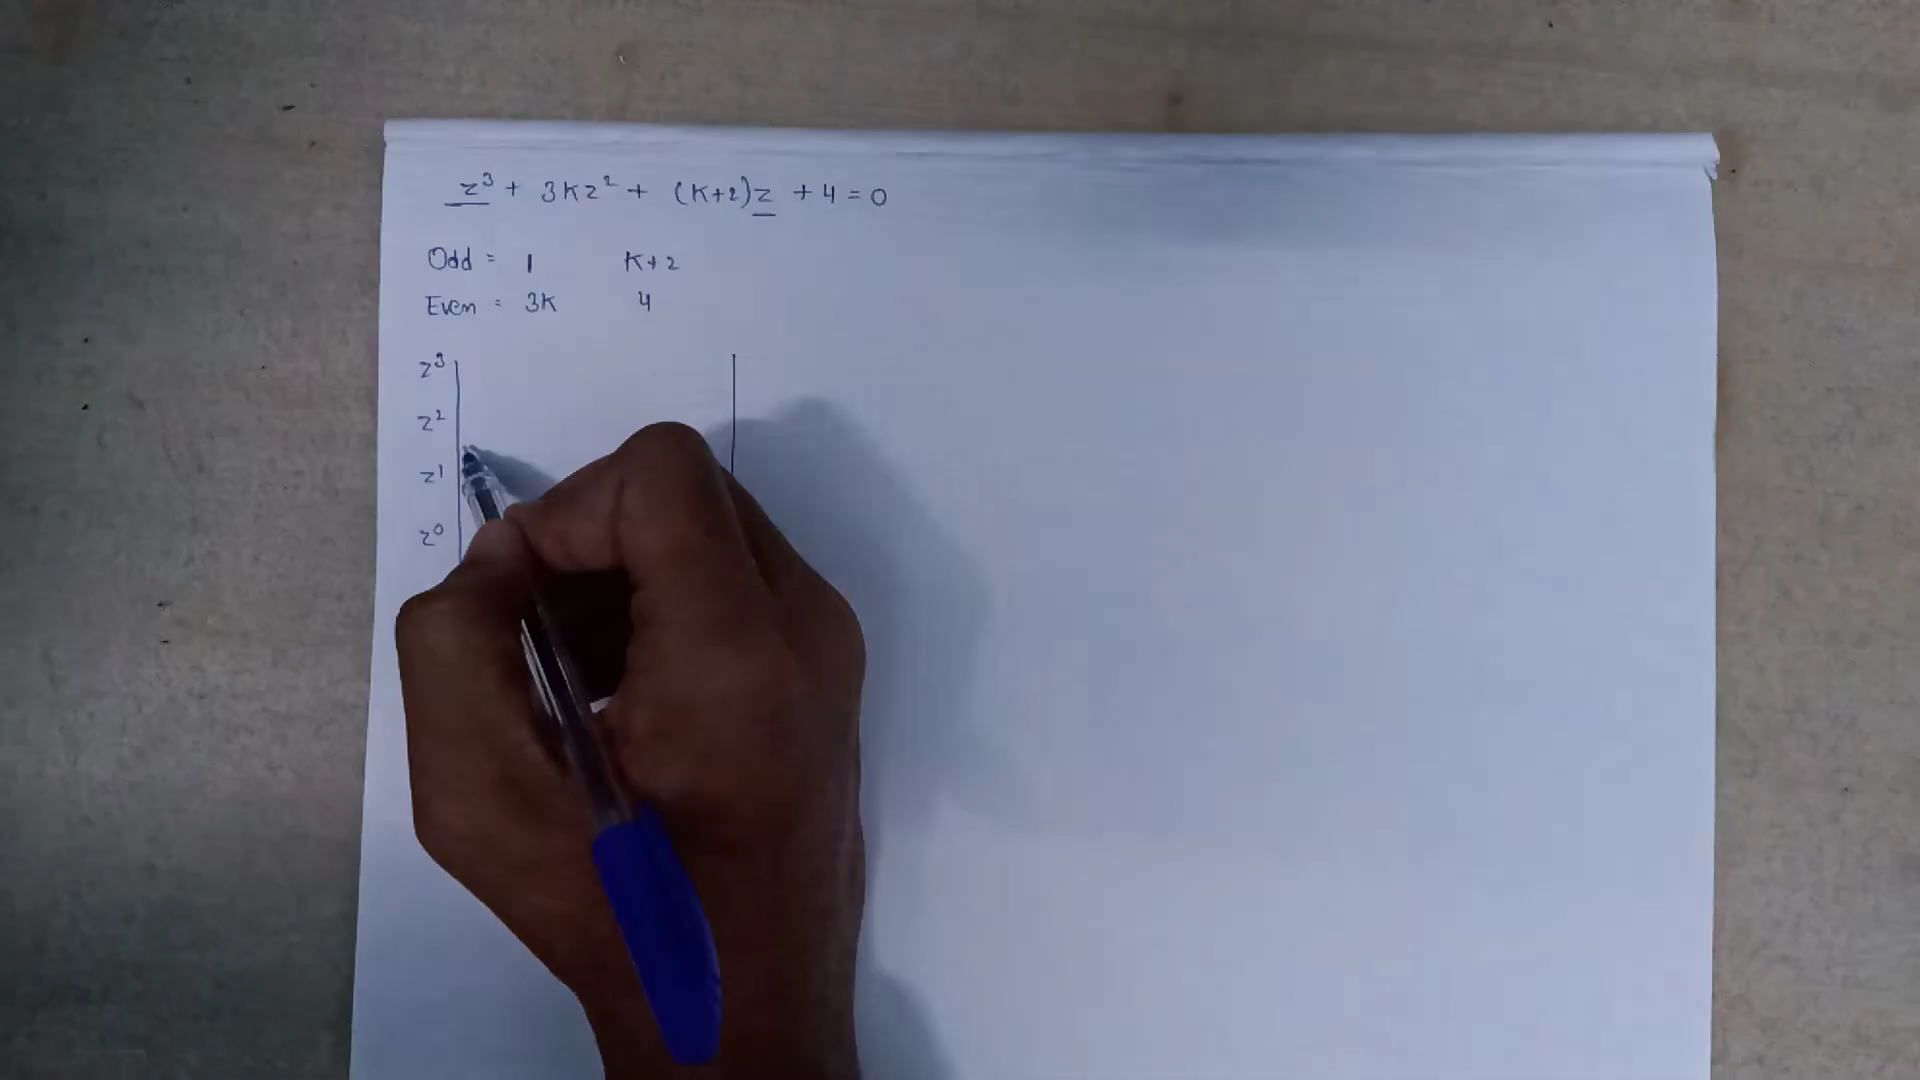 z³ + 3Kz² + (K+2)z + 4 = 0
Odd = 1 K+2
Even = 3K 4
z³
z²
z¹
z⁰